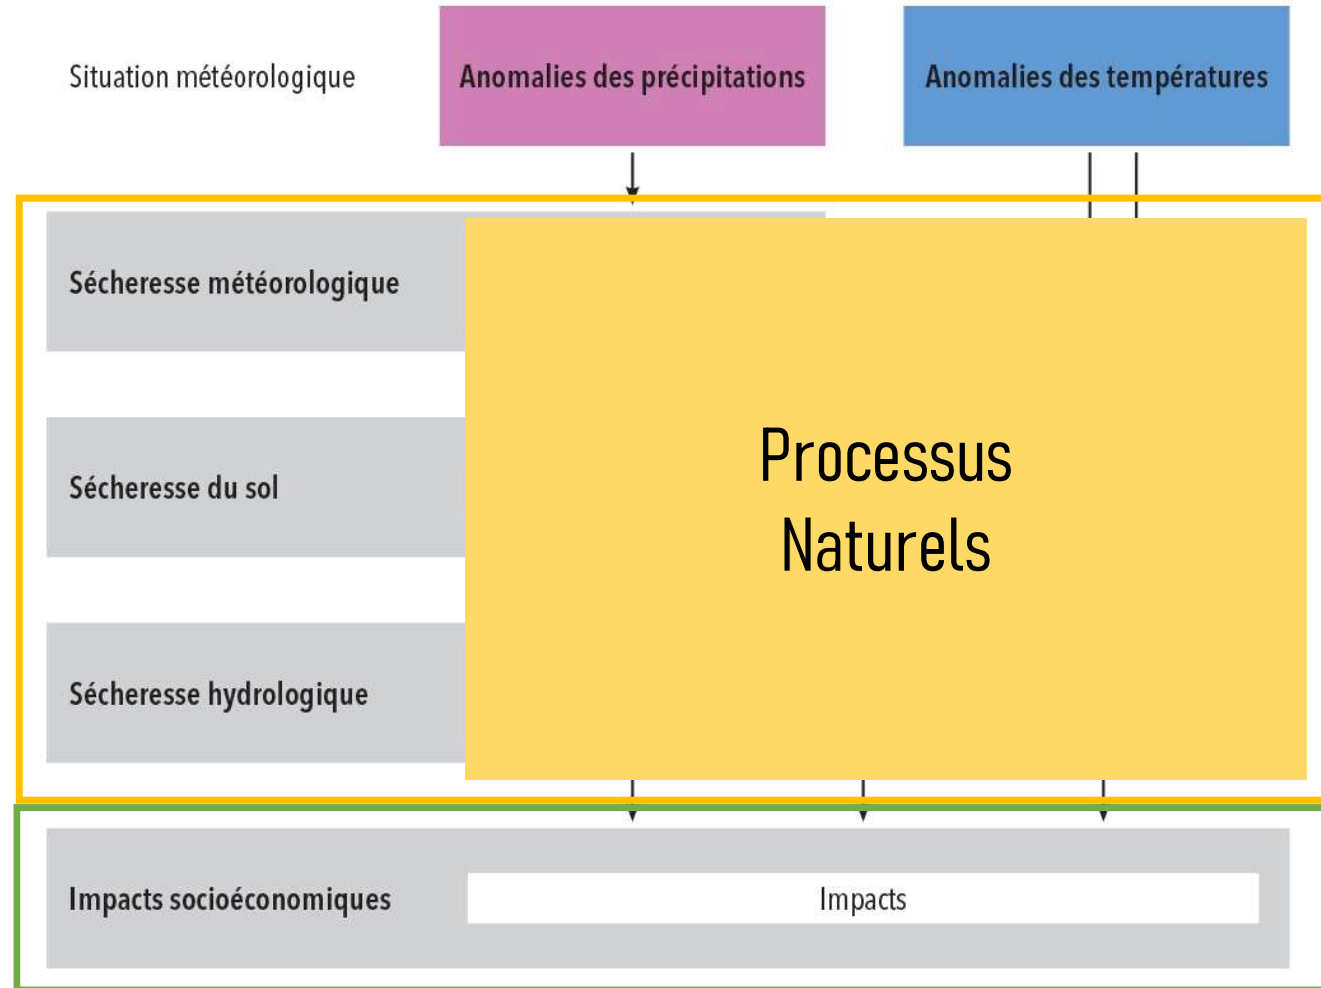 Situation météorologique
Anomalies des précipitations
Anomalies des températures
Sécheresse météorologique
Processus
Naturels
Sécheresse du sol
Sécheresse hydrologique
Impacts socioéconomiques
Impacts